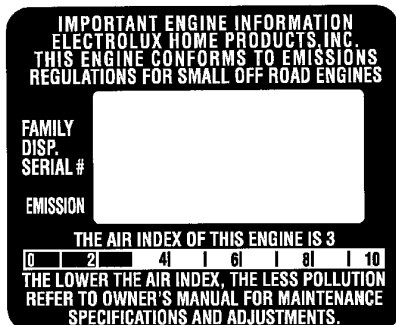 IMPORTANT ENGINE INFORMATION
ELECTROLUX HOME PRODUCTS, INC.
THIS ENGINE CONFORMS TO EMISSIONS
REGULATIONS FOR SMALL OFF ROAD ENGINES
FAMILY
DISP.
SERIAL #
EMISSION
THE AIR INDEX OF THIS ENGINE IS 3
0 2 4 6 8 10
THE LOWER THE AIR INDEX, THE LESS POLLUTION
REFER TO OWNER'S MANUAL FOR MAINTENANCE
SPECIFICATIONS AND ADJUSTMENTS.